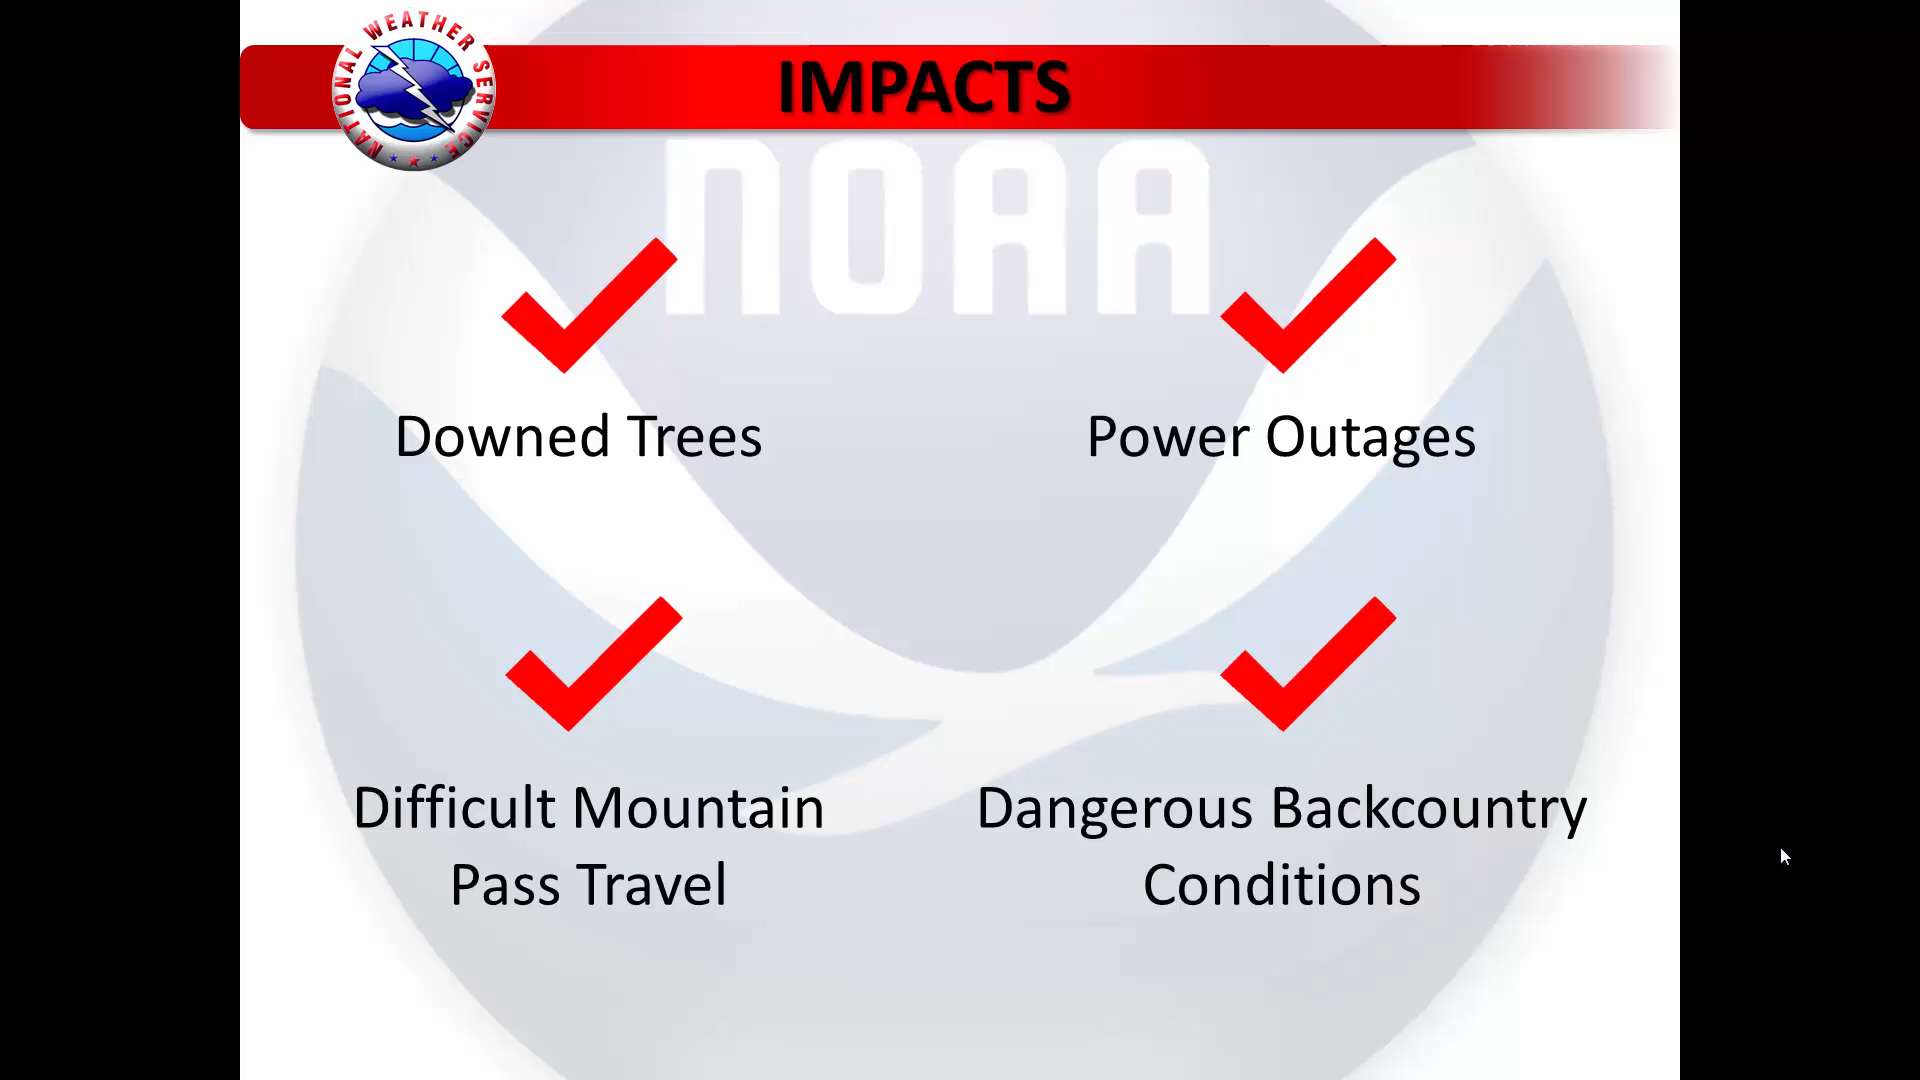 NATIONAL WEATHER SERVICE
IMPACTS
NOAA
Downed Trees
Power Outages
Difficult Mountain
Pass Travel
Dangerous Backcountry
Conditions